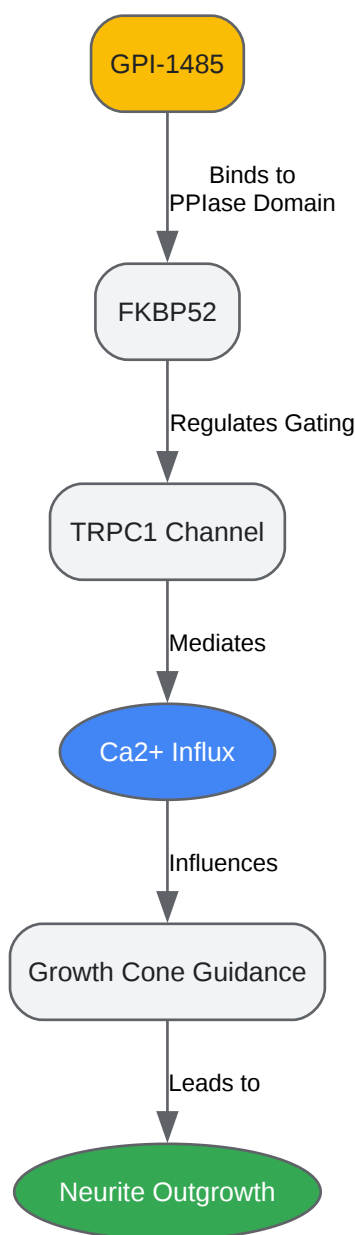 GPI-1485
Binds to
PPIase Domain
FKBP52
Regulates Gating
TRPC1 Channel
Mediates
Ca2+ Influx
Influences
Growth Cone Guidance
Leads to
Neurite Outgrowth